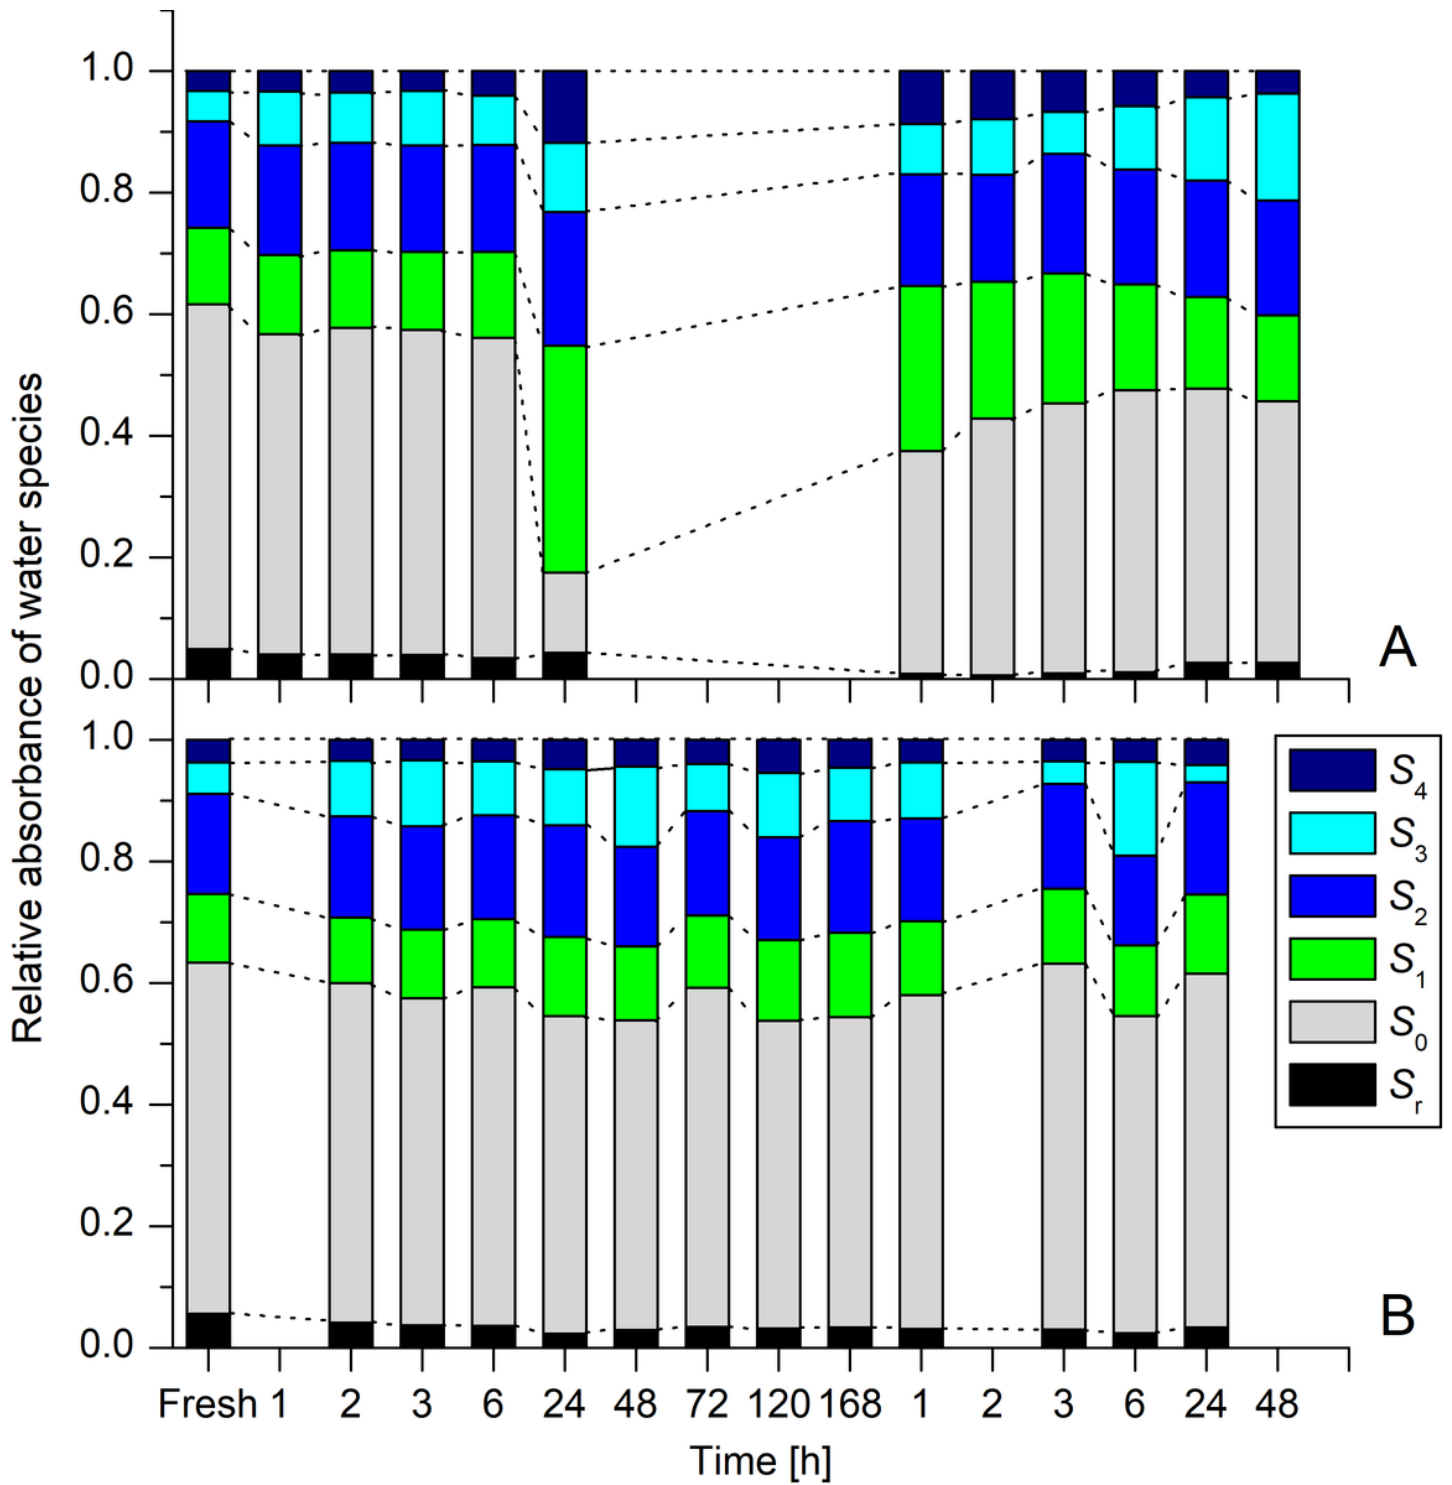 Relative absorbance of water species
1.0
0.8
0.6
0.4
0.2
0.0
A
1.0
0.8
0.6
0.4
0.2
0.0
B
S4
S3
S2
S1
S0
Sr
Fresh 1 2 3 6 24 48 72 120 168 1 2 3 6 24 48
Time [h]